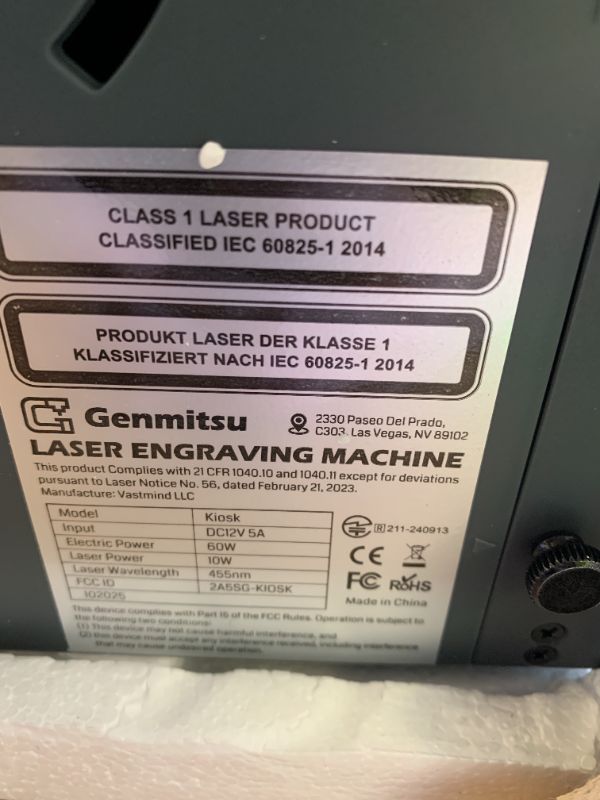 CLASS 1 LASER PRODUCT
CLASSIFIED IEC 60825-1 2014
PRODUKT LASER DER KLASSE 1
KLASSIFIZIERT NACH IEC 60825-1 2014
Genmitsu
2330 Paseo Del Prado,
C303, Las Vegas, NV 89102
LASER ENGRAVING MACHINE
This product Complies with 21 CFR 1040.10 and 1040.11 except for deviations
pursuant to Laser Notice No. 56, dated February 21, 2023.
Manufacture: Vastmind LLC
Model Kiosk
Input DC12V 5A
Electric Power 60W
Laser Power 10W
Laser Wavelength 455nm
FCC ID 2A5SG-KIOSK
102025
R 211-240913
CE
FC RoHS
Made in China
This device complies with Part 15 of the FCC Rules. Operation is subject to
the following two conditions:
(1) This device may not cause harmful interference, and
(2) this device must accept any interference received, including interference
that may cause undesired operation.